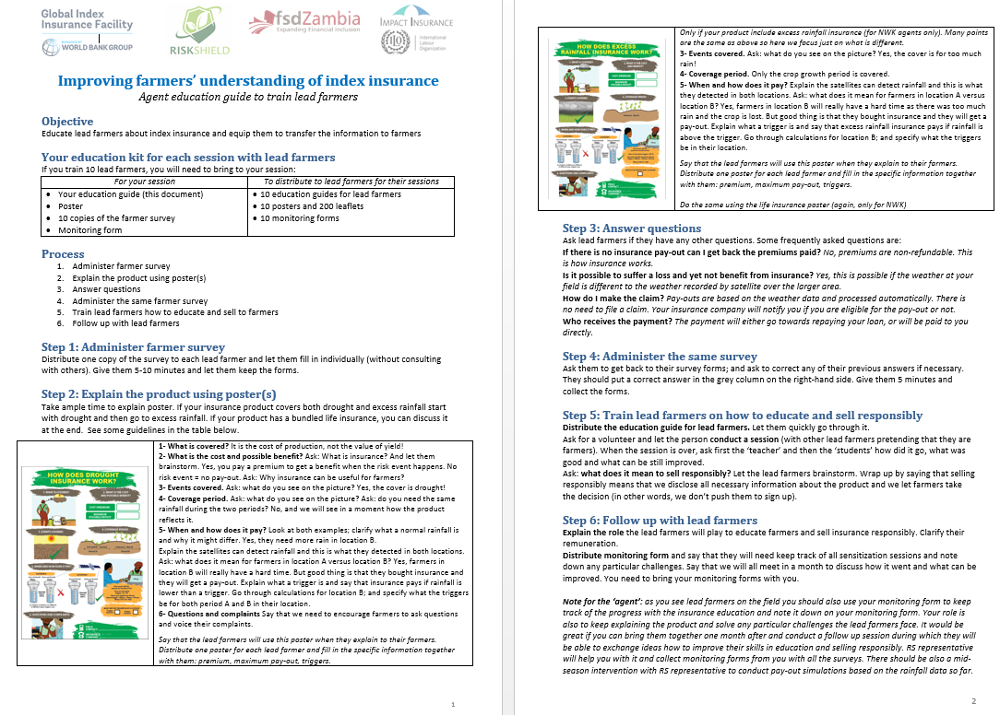 Global Index
Insurance Facility
WORLD BANK GROUP
RISKSHIELD
fsdZambia
Expanding Financial Inclusion
IMPACT INSURANCE
International
Labour
Organization
Improving farmers’ understanding of index insurance
Agent education guide to train lead farmers
Objective
Educate lead farmers about index insurance and equip them to transfer the information to farmers
Your education kit for each session with lead farmers
If you train 10 lead farmers, you will need to bring to your session:
For your session
To distribute to lead farmers for their sessions
• Your education guide (this document)
• Poster
• 10 copies of the farmer survey
• Monitoring form
• 10 education guides for lead farmers
• 10 posters and 200 leaflets
• 10 monitoring forms
Process
1. Administer farmer survey
2. Explain the product using poster(s)
3. Answer questions
4. Administer the same farmer survey
5. Train lead farmers how to educate and sell to farmers
6. Follow up with lead farmers
Step 1: Administer farmer survey
Distribute one copy of the survey to each lead farmer and let them fill in individually (without consulting
with others). Give them 5-10 minutes and let them keep the forms.
Step 2: Explain the product using poster(s)
Take ample time to explain poster. If your insurance product covers both drought and excess rainfall start
with drought and then go to excess rainfall. If your product has a bundled life insurance, you can discuss it
at the end. See some guidelines in the table below.
HOW DOES DROUGHT
INSURANCE WORK?
1- What is covered? It is the cost of production, not the value of yield!
2- What is the cost and possible benefit? Ask: What is insurance? And let them
brainstorm. Yes, you pay a premium to get a benefit when the risk event happens. No
risk event = no pay-out. Ask: Why insurance can be useful for farmers?
3- Events covered. Ask: what do you see on the picture? Yes, the cover is drought!
4- Coverage period. Ask: what do you see on the picture? Ask: do you need the same
rainfall during the two periods? No, and we will see in a moment how the product
reflects it.
5- When and how does it pay? Look at both examples; clarify what a normal rainfall is
and why it might differ. Yes, they need more rain in location B.
Explain the satellites can detect rainfall and this is what they detected in both locations.
Ask: what does it mean for farmers in location A versus location B? Yes, farmers in
location B will really have a hard time. But good thing is that they bought insurance and
they will get a pay-out. Explain what a trigger is and say that insurance pays if rainfall is
lower than a trigger. Go through calculations for location B; and specify what the triggers
be for both period A and B in their location.
6- Questions and complaints Say that we need to encourage farmers to ask questions
and voice their complaints.
Say that the lead farmers will use this poster when they explain to their farmers.
Distribute one poster for each lead farmer and fill in the specific information together
with them: premium, maximum pay-out, triggers.
1
HOW DOES EXCESS
RAINFALL INSURANCE WORK?
Only if your product include excess rainfall insurance (for NWK agents only). Many points
are the same as above so here we focus just on what is different.
3- Events covered. Ask: what do you see on the picture? Yes, the cover is for too much
rain!
4- Coverage period. Only the crop growth period is covered.
5- When and how does it pay? Explain the satellites can detect rainfall and this is what
they detected in both locations. Ask: what does it mean for farmers in location A versus
location B? Yes, farmers in location B will really have a hard time as there was too much
rain and the crop is lost. But good thing is that they bought insurance and they will get a
pay-out. Explain what a trigger is and say that excess rainfall insurance pays if rainfall is
above the trigger. Go through calculations for location B; and specify what the triggers
be in their location.
Say that the lead farmers will use this poster when they explain to their farmers.
Distribute one poster for each lead farmer and fill in the specific information together
with them: premium, maximum pay-out, triggers.
Do the same using the life insurance poster (again, only for NWK)
Step 3: Answer questions
Ask lead farmers if they have any other questions. Some frequently asked questions are:
If there is no insurance pay-out can I get back the premiums paid? No, premiums are non-refundable. This
is how insurance works.
Is it possible to suffer a loss and yet not benefit from insurance? Yes, this is possible if the weather at your
field is different to the weather recorded by satellite over the larger area.
How do I make the claim? Pay-outs are based on the weather data and processed automatically. There is
no need to file a claim. Your insurance company will notify you if you are eligible for the pay-out or not.
Who receives the payment? The payment will either go towards repaying your loan, or will be paid to you
directly.
Step 4: Administer the same survey
Ask them to get back to their survey forms; and ask to correct any of their previous answers if necessary.
They should put a correct answer in the grey column on the right-hand side. Give them 5 minutes and
collect the forms.
Step 5: Train lead farmers on how to educate and sell responsibly
Distribute the education guide for lead farmers. Let them quickly go through it.
Ask for a volunteer and let the person conduct a session (with other lead farmers pretending that they are
farmers). When the session is over, ask first the ‘teacher’ and then the ‘students’ how did it go, what was
good and what can be still improved.
Ask: what does it mean to sell responsibly? Let the lead farmers brainstorm. Wrap up by saying that selling
responsibly means that we disclose all necessary information about the product and we let farmers take
the decision (in other words, we don’t push them to sign up).
Step 6: Follow up with lead farmers
Explain the role the lead farmers will play to educate farmers and sell insurance responsibly. Clarify their
remuneration.
Distribute monitoring form and say that they will need keep track of all sensitization sessions and note
down any particular challenges. Say that we will all meet in a month to discuss how it went and what can be
improved. You need to bring your monitoring forms with you.
Note for the ‘agent’: as you see lead farmers on the field you should also use your monitoring form to keep
track of the progress with the insurance education and note it down on your monitoring form. Your role is
also to keep explaining the product and solve any particular challenges the lead farmers face. It would be
great if you can bring them together one month after and conduct a follow up session during which they will
be able to exchange ideas how to improve their skills in education and selling responsibly. RS representative
will help you with it and collect monitoring forms from you with all the surveys. There should be also a mid-
season intervention with RS representative to conduct pay-out simulations based on the rainfall data so far.
2